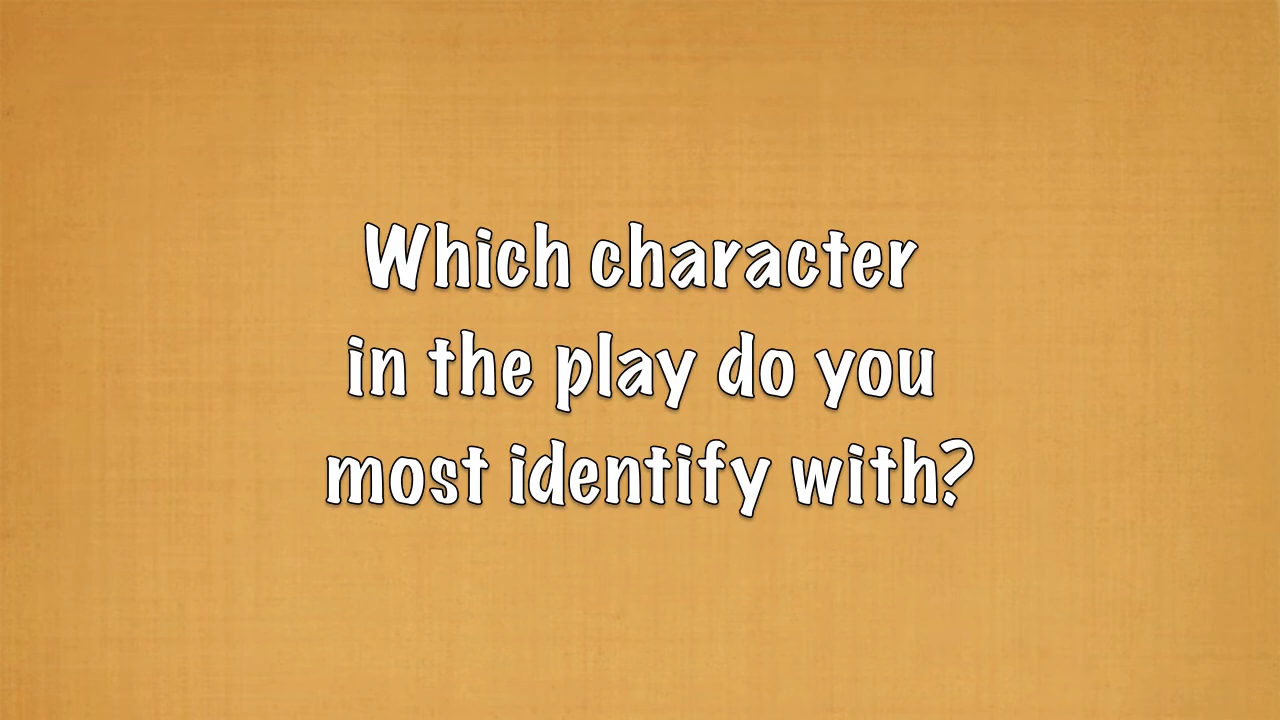 Which character
in the play do you
most identify with?